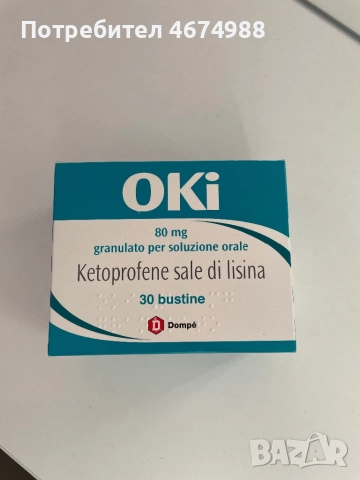 Потребител 4674988
OKi
80 mg
granulato per soluzione orale
Ketoprofene sale di lisina
30 bustine
Dompé
BAZAR